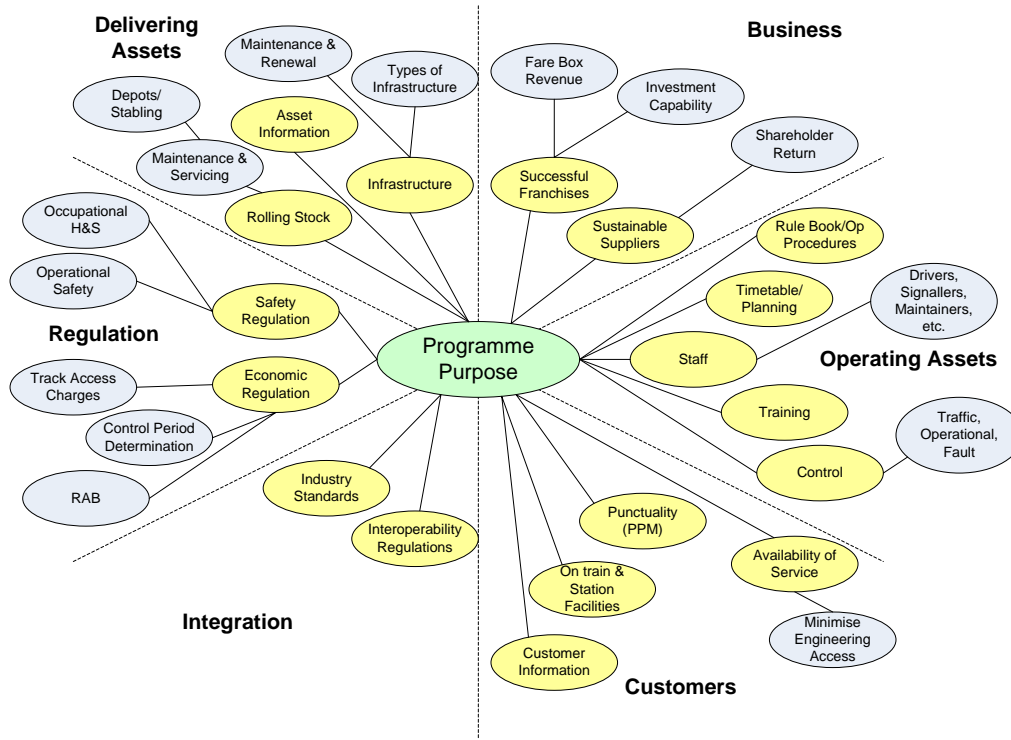 Delivering
Assets
Business
Maintenance &
Renewal
Types of
Infrastructure
Fare Box
Revenue
Investment
Capability
Depots/
Stabling
Asset
Information
Shareholder
Return
Maintenance &
Servicing
Infrastructure
Successful
Franchises
Occupational
H&S
Rolling Stock
Sustainable
Suppliers
Rule Book/Op
Procedures
Operational
Safety
Safety
Regulation
Timetable/
Planning
Drivers,
Signallers,
Maintainers,
etc.
Regulation
Programme
Purpose
Staff
Operating Assets
Track Access
Charges
Economic
Regulation
Training
Control Period
Determination
Traffic,
Operational,
Fault
Control
RAB
Industry
Standards
Punctuality
(PPM)
Interoperability
Regulations
Availability of
Service
On train &
Station
Facilities
Integration
Minimise
Engineering
Access
Customer
Information
Customers